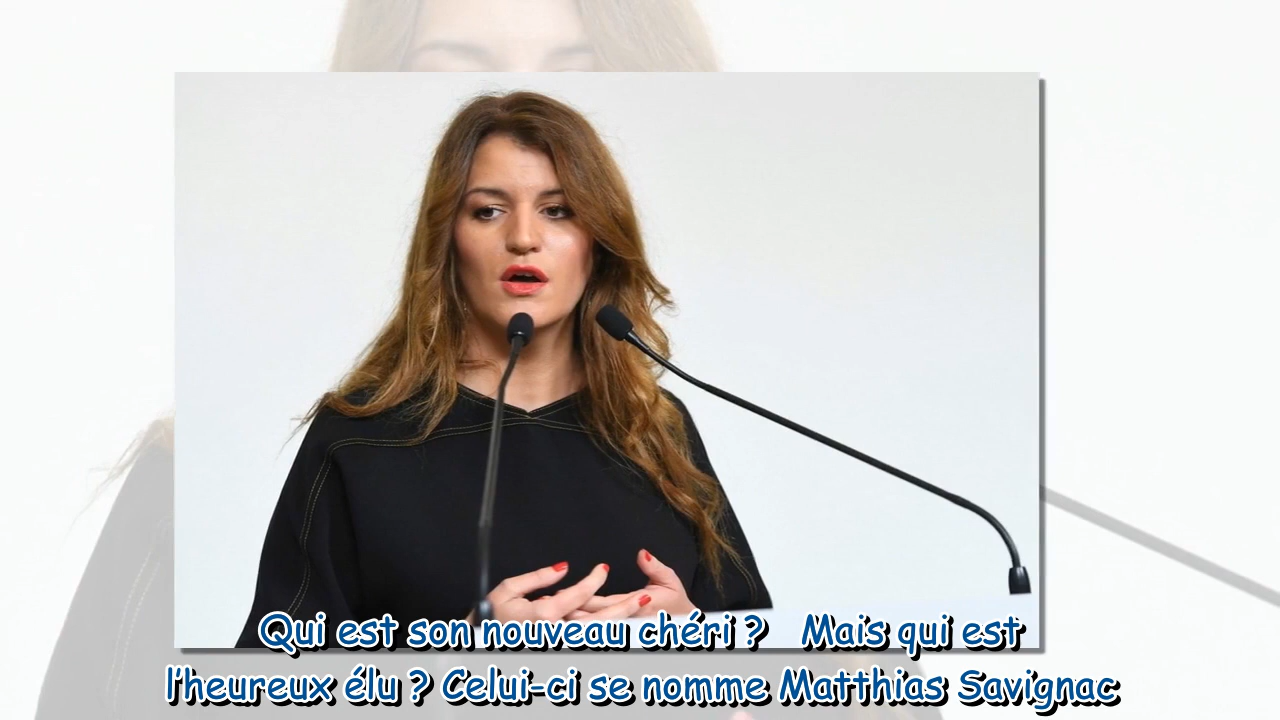 Qui est son nouveau chéri ? Mais qui est
l'heureux élu ? Celui-ci se nomme Matthias Savignac